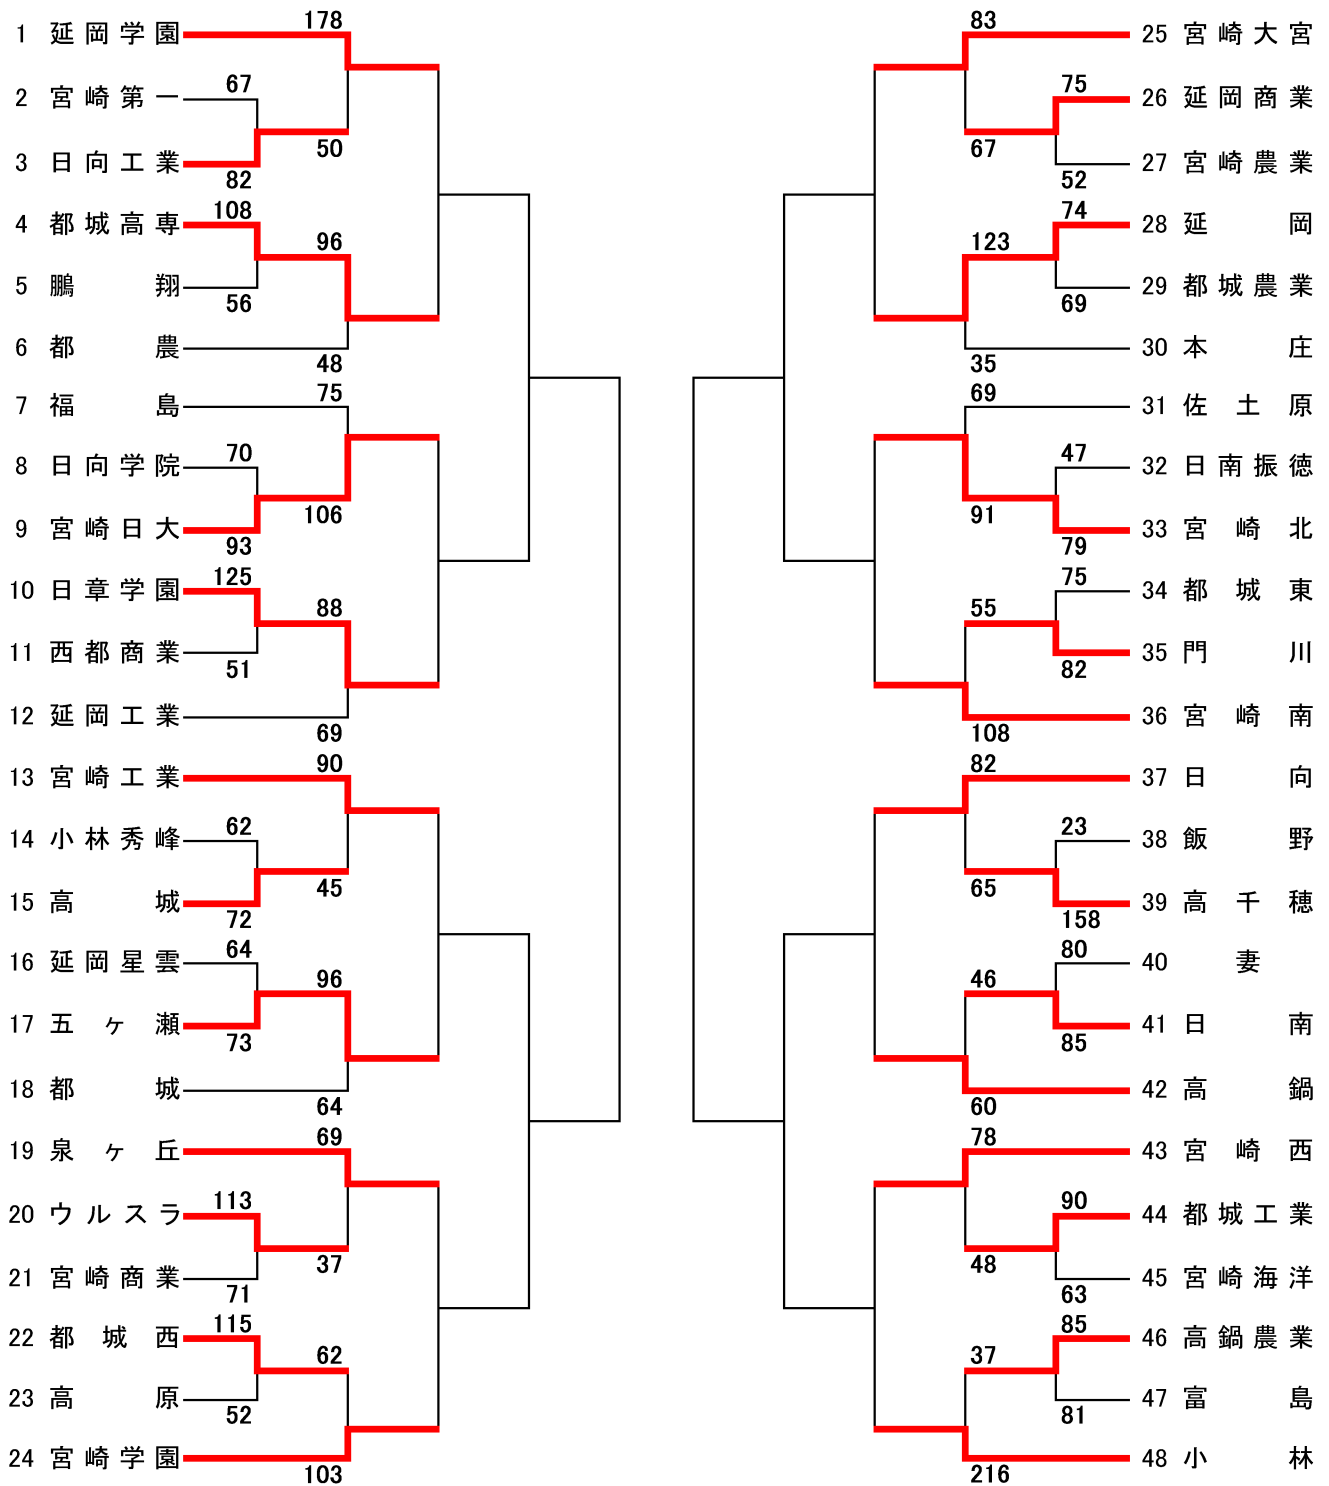 1 延岡学園
178
2 宮崎第一
67
50
3 日向工業
82
4 都城高専
108
96
5 鵬翔
56
6 都農
48
7 福島
75
8 日向学院
70
106
9 宮崎日大
93
10 日章学園
125
88
11 西都商業
51
12 延岡工業
69
13 宮崎工業
90
14 小林秀峰
62
45
15 高城
72
16 延岡星雲
64
96
17 五ヶ瀬
73
18 都城
64
19 泉ヶ丘
69
20 ウルスラ
113
37
21 宮崎商業
71
22 都城西
115
62
23 高原
52
24 宮崎学園
103
83
25 宮崎大宮
75
26 延岡商業
67
27 宮崎農業
52
74
28 延岡
123
29 都城農業
69
30 本庄
35
69
31 佐土原
47
32 日南振徳
91
33 宮崎北
79
75
34 都城東
55
35 門川
82
36 宮崎南
108
82
37 日向
23
38 飯野
65
39 高千穂
158
80
40 妻
46
41 日南
85
42 高鍋
60
78
43 宮崎西
90
44 都城工業
48
45 宮崎海洋
63
85
46 高鍋農業
37
47 富島
81
48 小林
216